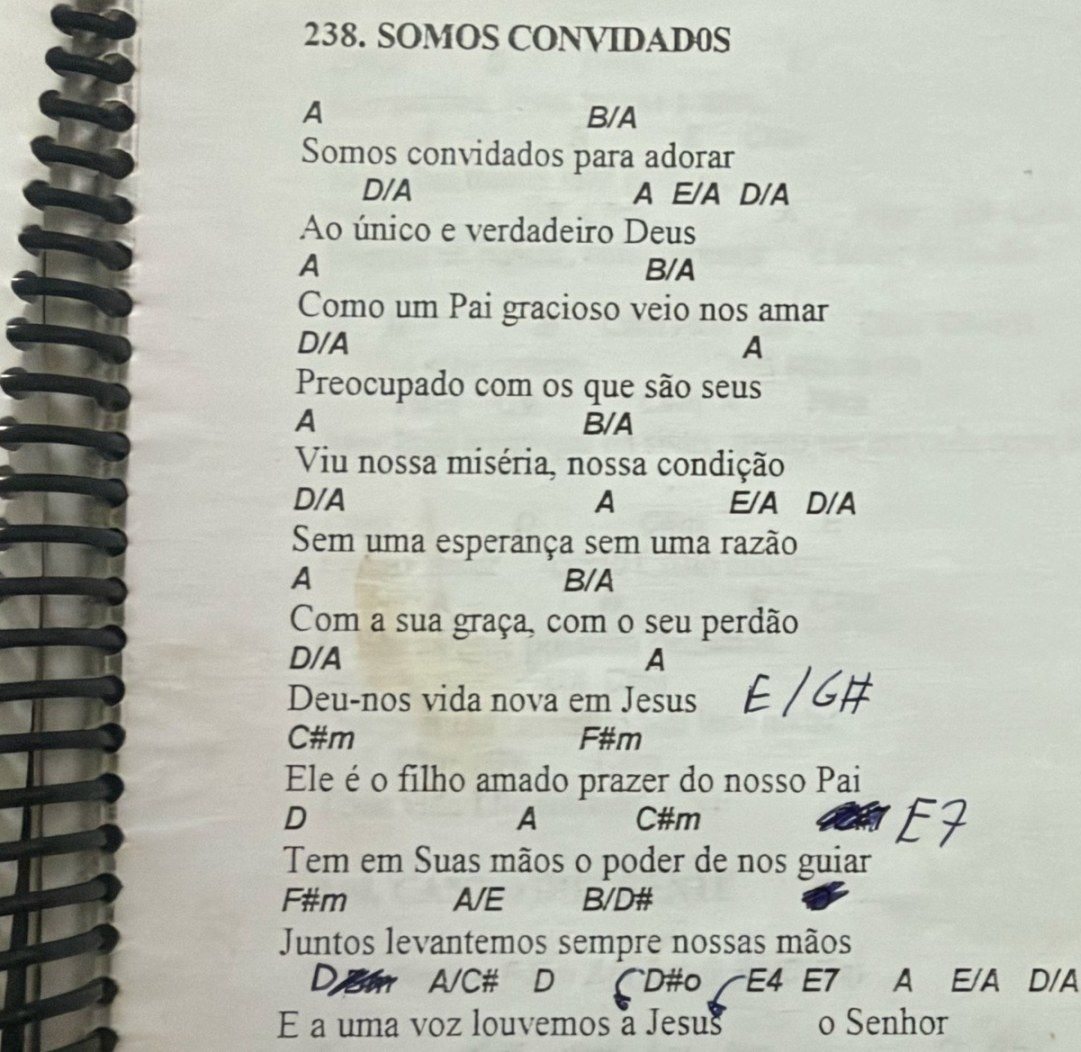 238. SOMOS CONVIDAD0S
A B/A
Somos convidados para adorar
D/A A E/A D/A
Ao único e verdadeiro Deus
A B/A
Como um Pai gracioso veio nos amar
D/A A
Preocupado com os que são seus
A B/A
Viu nossa miséria, nossa condição
D/A A E/A D/A
Sem uma esperança sem uma razão
A B/A
Com a sua graça, com o seu perdão
D/A A
Deu-nos vida nova em Jesus E/G#
C#m F#m
Ele é o filho amado prazer do nosso Pai
D A C#m E7
Tem em Suas mãos o poder de nos guiar
F#m A/E B/D#
Juntos levantemos sempre nossas mãos
D A/C# D D#o E4 E7 A E/A D/A
E a uma voz louvemos a Jesus o Senhor